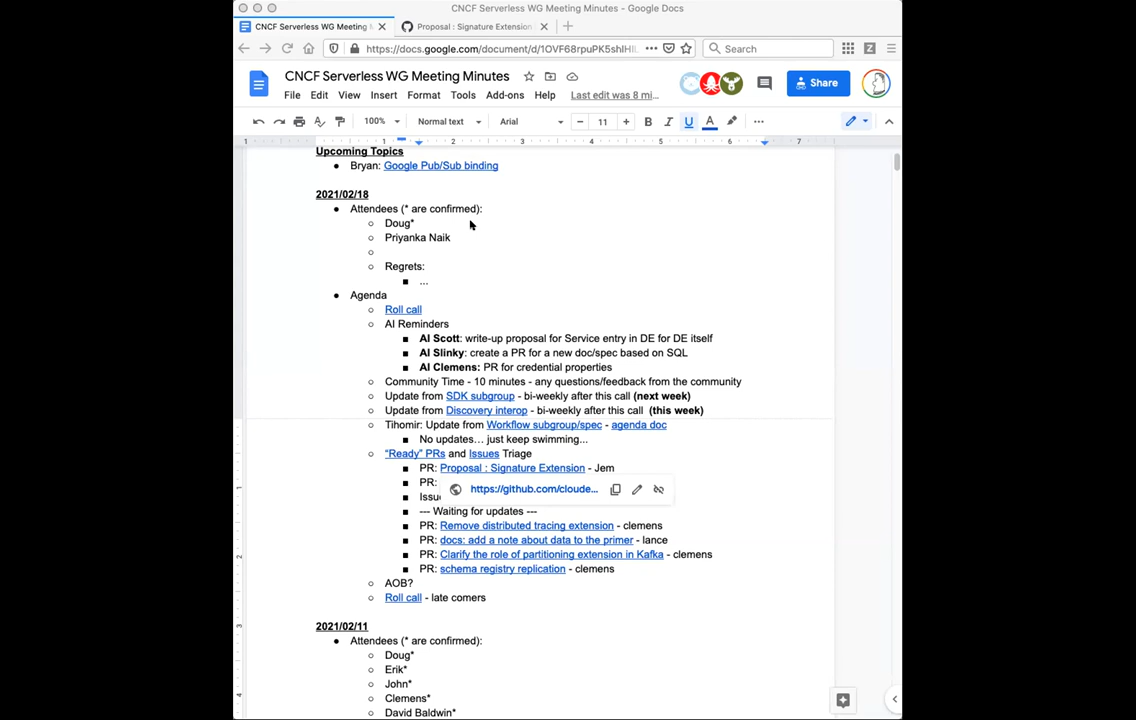 CNCF Serverless WG Meeting Minutes - Google Docs
CNCF Serverless WG Meeting
Proposal : Signature Extension
https://docs.google.com/document/d/1OVF68rpuPK5shlHlL
Search
CNCF Serverless WG Meeting Minutes
File Edit View Insert Format Tools Add-ons Help Last edit was 8 mi...
Share
100% Normal text Arial 11 B I U A
Upcoming Topics
Bryan: Google Pub/Sub binding
2021/02/18
Attendees (* are confirmed):
Doug*
Priyanka Naik
Regrets:
...
Agenda
Roll call
AI Reminders
AI Scott: write-up proposal for Service entry in DE for DE itself
AI Slinky: create a PR for a new doc/spec based on SQL
AI Clemens: PR for credential properties
Community Time - 10 minutes - any questions/feedback from the community
Update from SDK subgroup - bi-weekly after this call (next week)
Update from Discovery interop - bi-weekly after this call (this week)
Tihomir: Update from Workflow subgroup/spec - agenda doc
No updates… just keep swimming...
“Ready” PRs and Issues Triage
PR: Proposal : Signature Extension - Jem
PR:
https://github.com/cloude...
Issu
--- Waiting for updates ---
PR: Remove distributed tracing extension - clemens
PR: docs: add a note about data to the primer - lance
PR: Clarify the role of partitioning extension in Kafka - clemens
PR: schema registry replication - clemens
AOB?
Roll call - late comers
2021/02/11
Attendees (* are confirmed):
Doug*
Erik*
John*
Clemens*
David Baldwin*